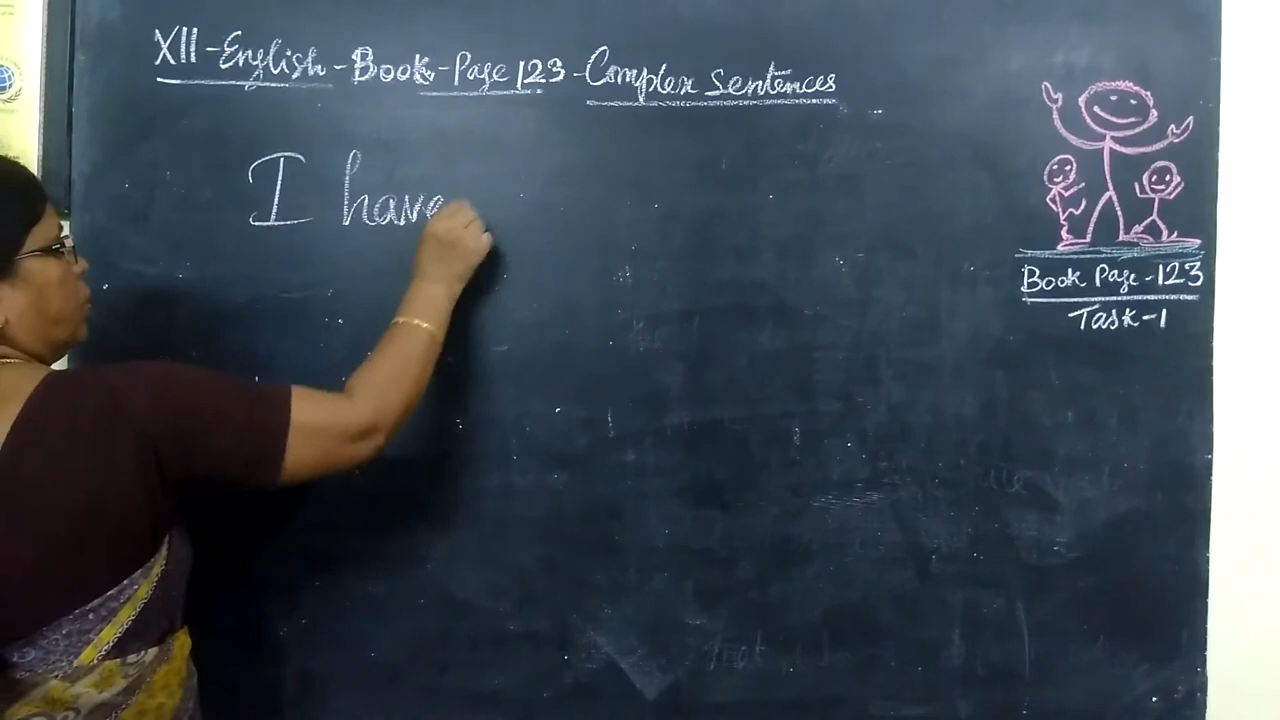 XII - English - Book - Page 123 - Complex Sentences
I have
Book Page - 123
Task - 1